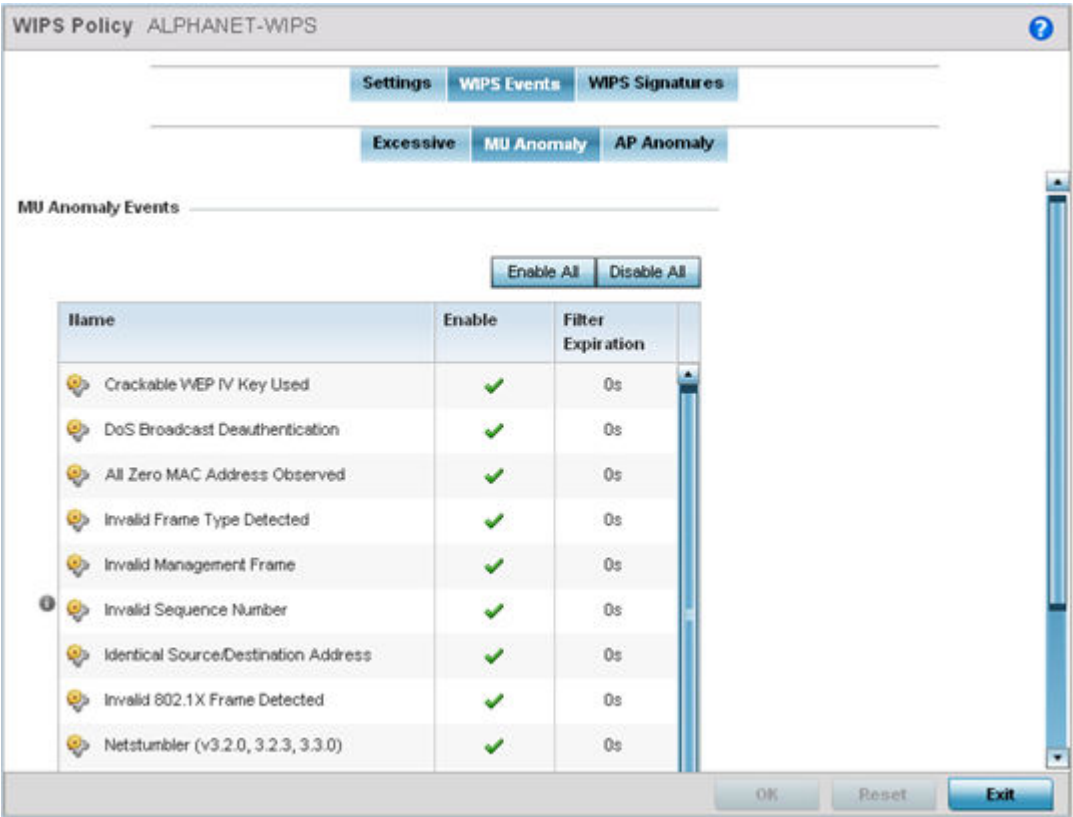 WIPS Policy ALPHANET-WIPS ?
Settings WIPS Events WIPS Signatures
Excessive MU Anomaly AP Anomaly
MU Anomaly Events
Enable All Disable All
Name Enable Filter Expiration
Crackable WEP IV Key Used 0s
DoS Broadcast Deauthentication 0s
All Zero MAC Address Observed 0s
Invalid Frame Type Detected 0s
Invalid Management Frame 0s
Invalid Sequence Number 0s
Identical Source/Destination Address 0s
Invalid 802.1X Frame Detected 0s
Netstumbler (v3.2.0, 3.2.3, 3.3.0) 0s
OK Reset Exit